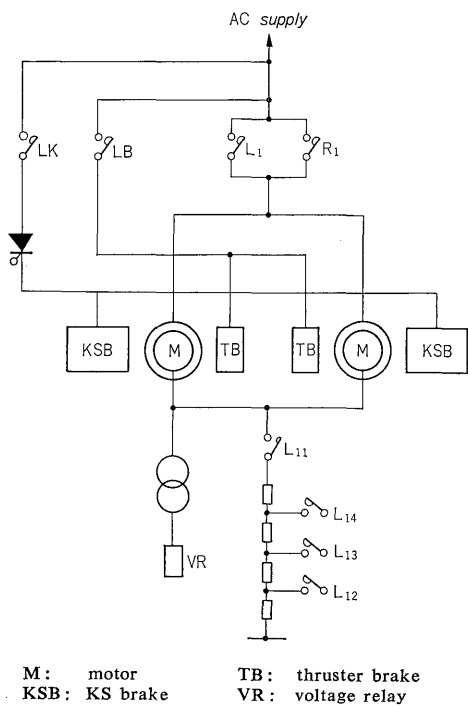 AC supply
LK
LB
L1
R1
KSB
M
TB
TB
M
KSB
L11
L14
L13
L12
VR
M: motor TB: thruster brake
KSB: KS brake VR: voltage relay